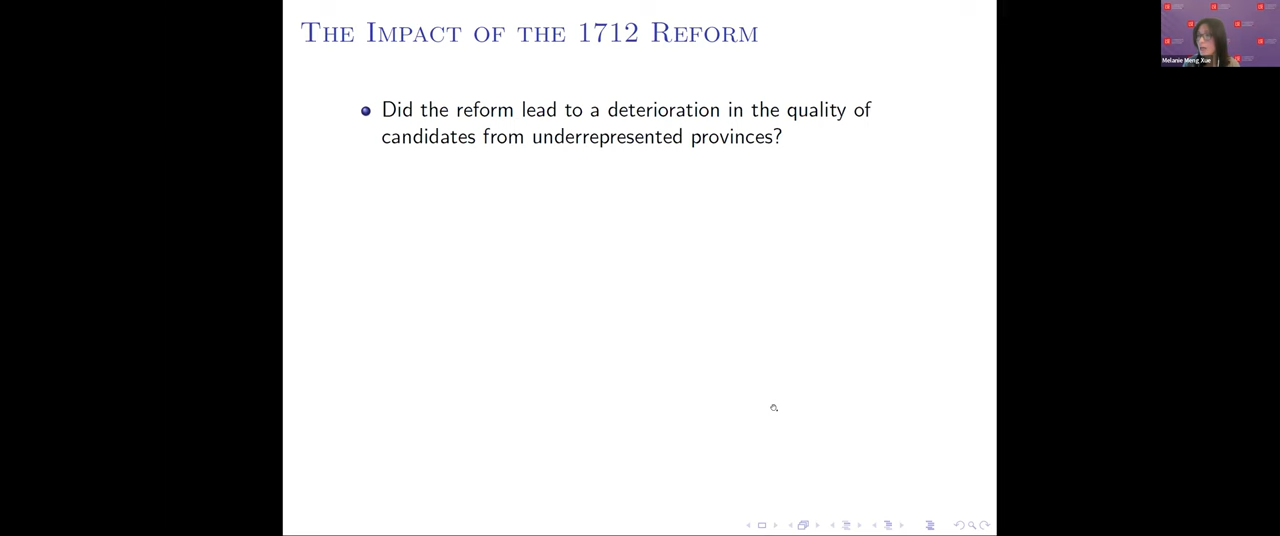 The Impact of the 1712 Reform
Did the reform lead to a deterioration in the quality of
candidates from underrepresented provinces?
Melanie Meng Xue